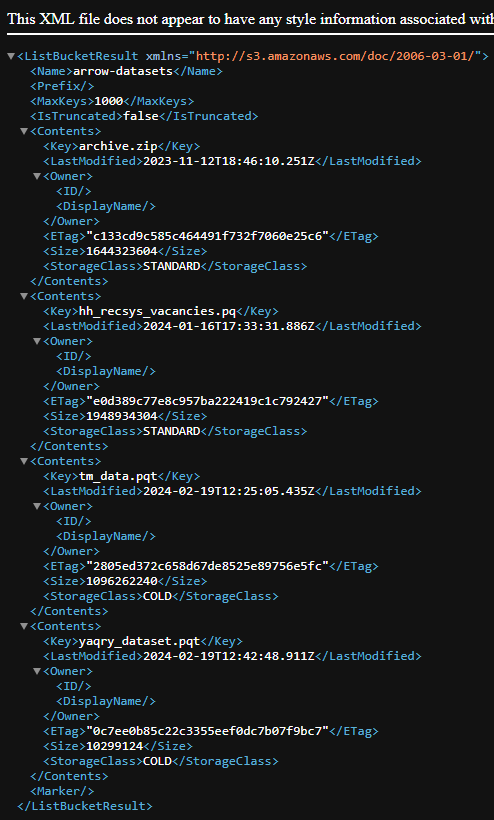 This XML file does not appear to have any style information associated with
▼<ListBucketResult xmlns="http://s3.amazonaws.com/doc/2006-03-01/">
<Name>arrow-datasets</Name>
<Prefix/>
<MaxKeys>1000</MaxKeys>
<IsTruncated>false</IsTruncated>
▼<Contents>
<Key>archive.zip</Key>
<LastModified>2023-11-12T18:46:10.251Z</LastModified>
▼<Owner>
<ID/>
<DisplayName/>
</Owner>
<ETag>"c133cd9c585c464491f732f7060e25c6"</ETag>
<Size>1644323604</Size>
<StorageClass>STANDARD</StorageClass>
</Contents>
▼<Contents>
<Key>hh_recsys_vacancies.pq</Key>
<LastModified>2024-01-16T17:33:31.886Z</LastModified>
▼<Owner>
<ID/>
<DisplayName/>
</Owner>
<ETag>"e0d389c77e8c957ba222419c1c792427"</ETag>
<Size>1948934304</Size>
<StorageClass>STANDARD</StorageClass>
</Contents>
▼<Contents>
<Key>tm_data.pqt</Key>
<LastModified>2024-02-19T12:25:05.435Z</LastModified>
▼<Owner>
<ID/>
<DisplayName/>
</Owner>
<ETag>"2805ed372c658d67de8525e89756e5fc"</ETag>
<Size>1096262240</Size>
<StorageClass>COLD</StorageClass>
</Contents>
▼<Contents>
<Key>yaqry_dataset.pqt</Key>
<LastModified>2024-02-19T12:42:48.911Z</LastModified>
▼<Owner>
<ID/>
<DisplayName/>
</Owner>
<ETag>"0c7ee0b85c22c3355eef0dc7b07f9bc7"</ETag>
<Size>10299124</Size>
<StorageClass>COLD</StorageClass>
</Contents>
<Marker/>
</ListBucketResult>